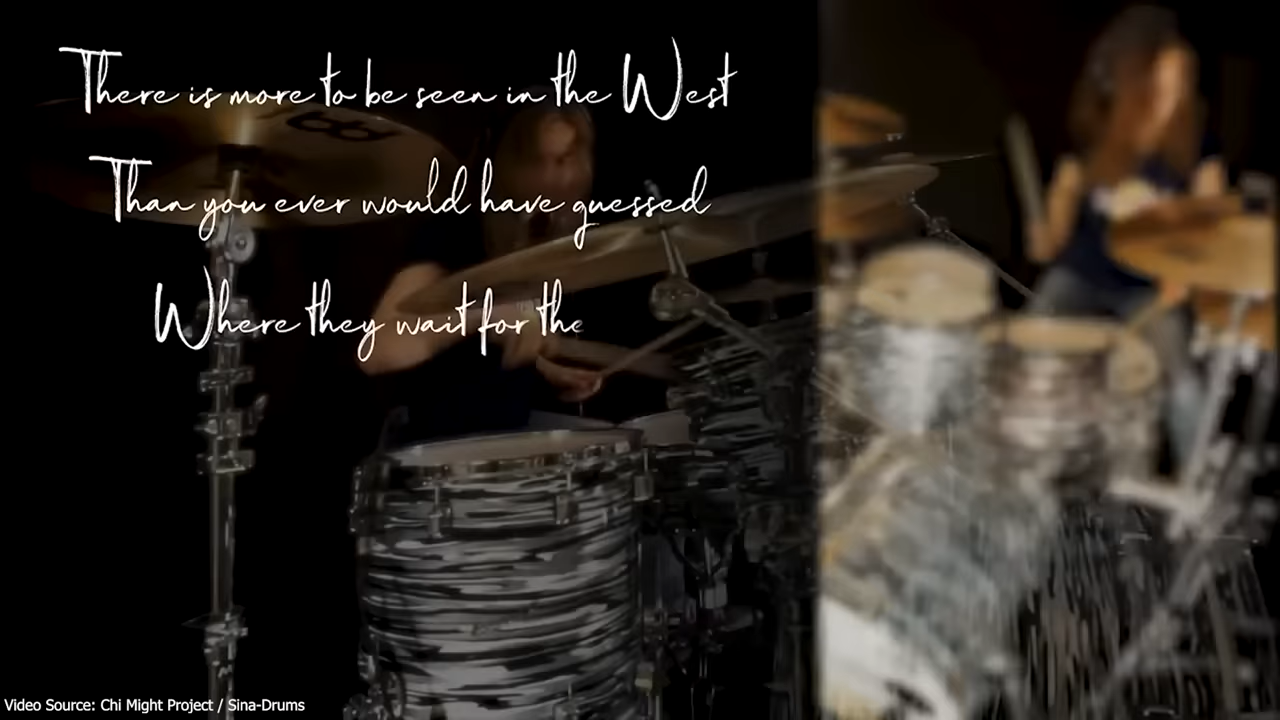 There is more to be seen in the West
Than you ever would have guessed
Where they wait for the
Video Source: Chi Might Project / Sina-Drums